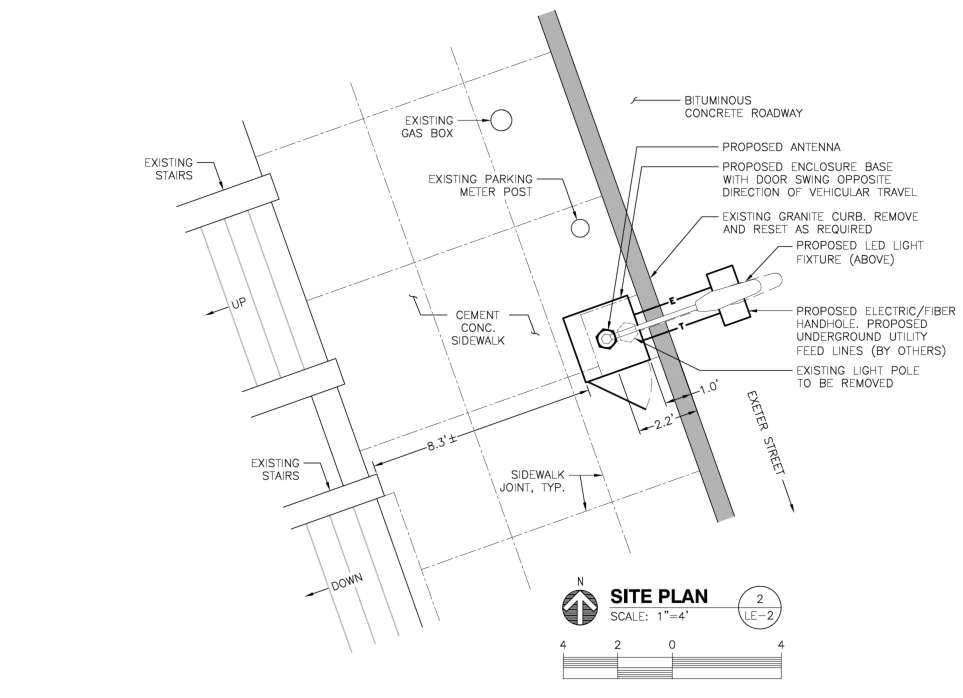 BITUMINOUS
CONCRETE ROADWAY
EXISTING
GAS BOX
PROPOSED ANTENNA
EXISTING
STAIRS
PROPOSED ENCLOSURE BASE
WITH DOOR SWING OPPOSITE
DIRECTION OF VEHICULAR TRAVEL
EXISTING PARKING
METER POST
EXISTING GRANITE CURB. REMOVE
AND RESET AS REQUIRED
PROPOSED LED LIGHT
FIXTURE (ABOVE)
UP
E
T
CEMENT
CONC.
SIDEWALK
PROPOSED ELECTRIC/FIBER
HANDHOLE. PROPOSED
UNDERGROUND UTILITY
FEED LINES (BY OTHERS)
EXISTING LIGHT POLE
TO BE REMOVED
1.0'
2.2'
8.3'±
EXETER STREET
EXISTING
STAIRS
SIDEWALK
JOINT, TYP.
DOWN
N
SITE PLAN
SCALE: 1"=4'
2
LE-2
4 2 0 4